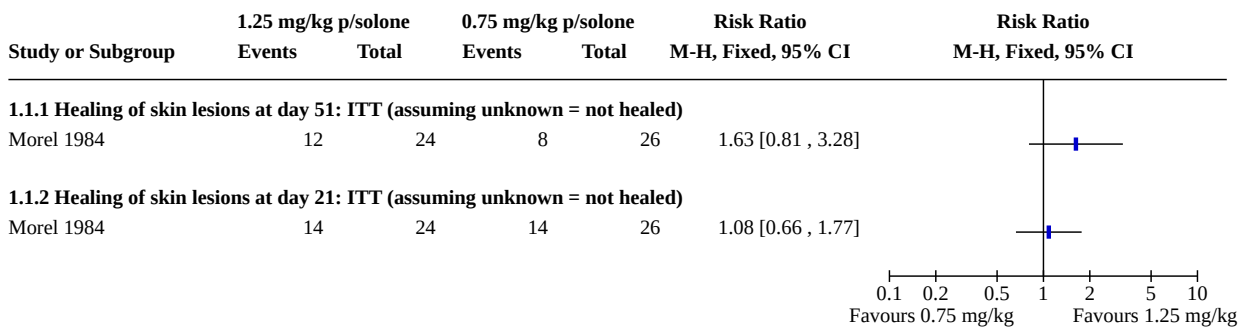 1.25 mg/kg p/solone 0.75 mg/kg p/solone Risk Ratio Risk Ratio
Study or Subgroup Events Total Events Total M-H, Fixed, 95% CI M-H, Fixed, 95% CI
1.1.1 Healing of skin lesions at day 51: ITT (assuming unknown = not healed)
Morel 1984 12 24 8 26 1.63 [0.81 , 3.28]
1.1.2 Healing of skin lesions at day 21: ITT (assuming unknown = not healed)
Morel 1984 14 24 14 26 1.08 [0.66 , 1.77]
0.1 0.2 0.5 1 2 5 10
Favours 0.75 mg/kg Favours 1.25 mg/kg